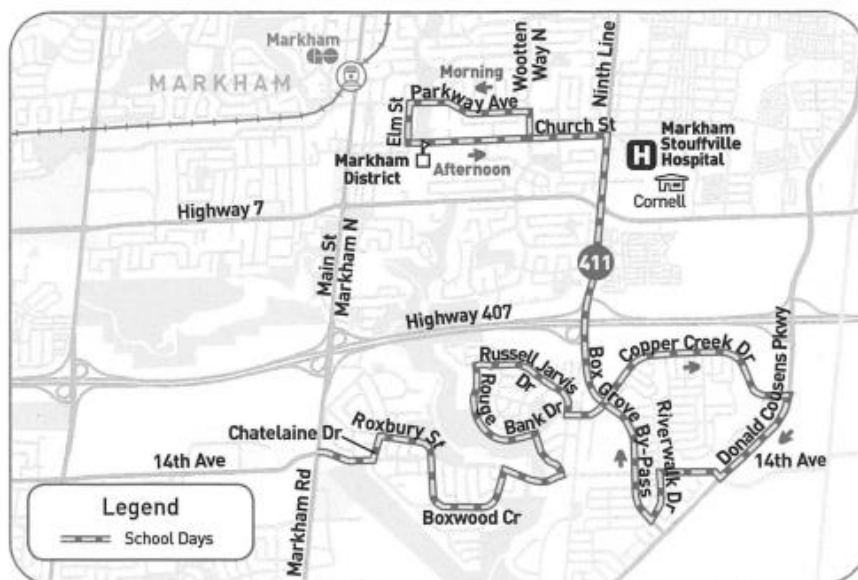 Markham
GO
MARKHAM
Morning
Parkway Ave
Wootten
Way N
Ninth Line
Elm St
Church St
Markham
District
Afternoon
H
Markham
Stouffville
Hospital
Cornell
Highway 7
Main St
Markham N
411
Highway 407
Copper Creek Dr
Donald Cousens Pkwy
Russell Jarvis
Dr
Rouge
Bank Dr
Box Grove By-Pass
Riverwalk Dr
Roxbury St
Chatelaine Dr
14th Ave
14th Ave
Boxwood Cr
Markham Rd
Legend
School Days